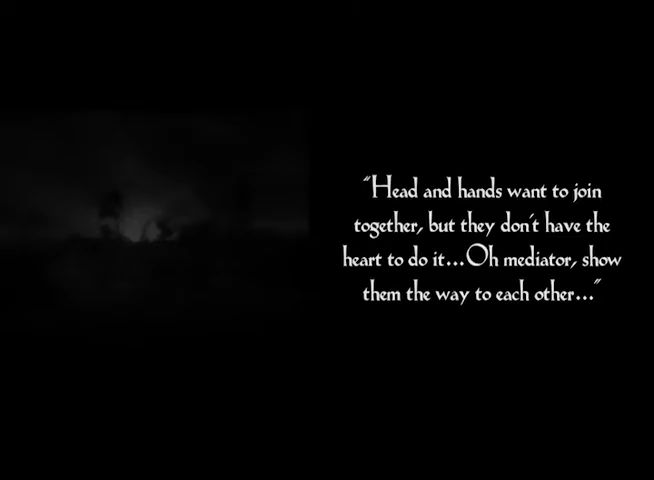 "Head and hands want to join
together, but they don't have the
heart to do it...Oh mediator, show
them the way to each other..."